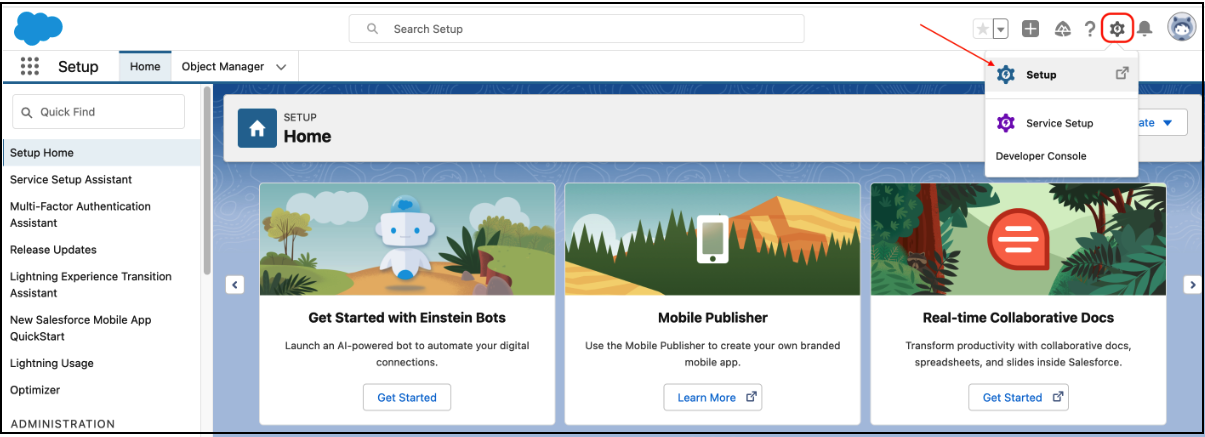 Search Setup
Setup
Home
Object Manager
Setup
Service Setup
Developer Console
ate
Quick Find
Setup Home
Service Setup Assistant
Multi-Factor Authentication
Assistant
Release Updates
Lightning Experience Transition
Assistant
New Salesforce Mobile App
QuickStart
Lightning Usage
Optimizer
ADMINISTRATION
SETUP
Home
Get Started with Einstein Bots
Launch an AI-powered bot to automate your digital
connections.
Get Started
Mobile Publisher
Use the Mobile Publisher to create your own branded
mobile app.
Learn More
Real-time Collaborative Docs
Transform productivity with collaborative docs,
spreadsheets, and slides inside Salesforce.
Get Started